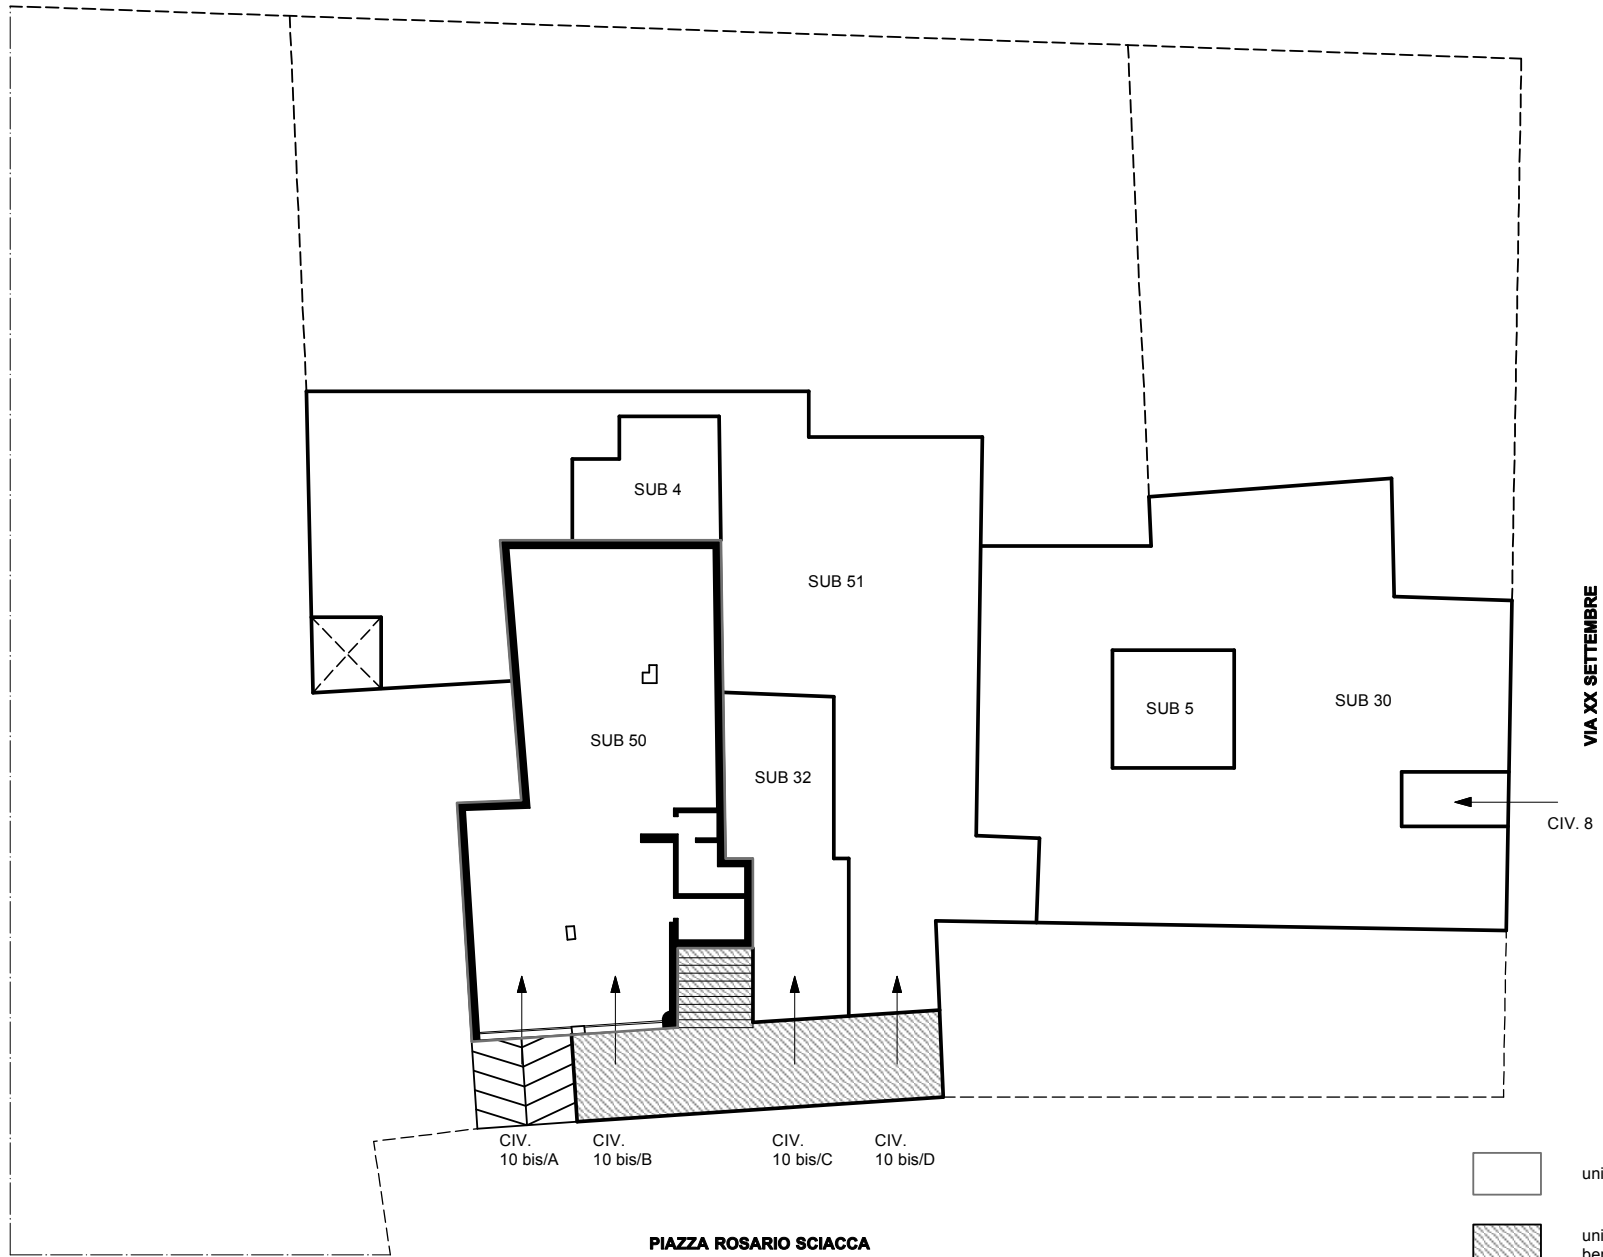 SUB 4
SUB 51
VIA XX SETTEMBRE
SUB 5
SUB 30
SUB 50
SUB 32
CIV. 8
CIV.
10 bis/A
CIV.
10 bis/B
CIV.
10 bis/C
CIV.
10 bis/D
uni
PIAZZA ROSARIO SCIACCA
uni